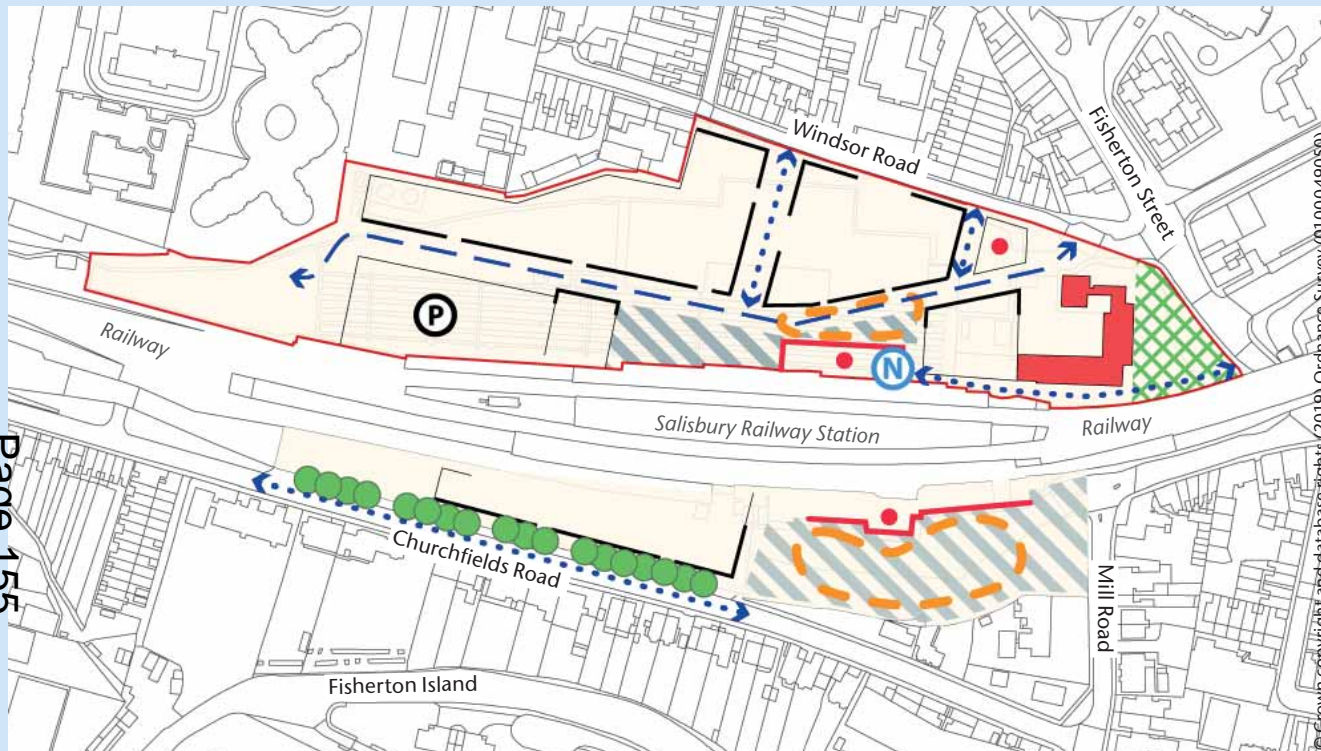 Windsor Road
Fisherton Street
P
Railway
N
Salisbury Railway Station
Railway
Churchfields Road
Mill Road
Fisherton Island
Page 155
© Crown copyright and database rights (2019) Ordnance Survey (0100049050)